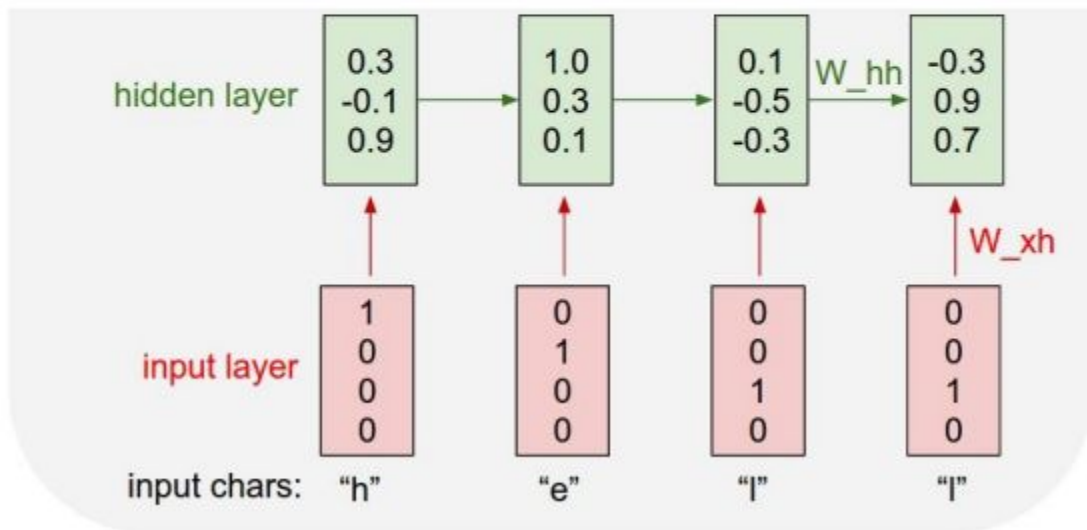 0.3 1.0 0.1 W_hh -0.3
hidden layer -0.1 0.3 -0.5 0.9
0.9 0.1 -0.3 0.7
W_xh
1 0 0 0
0 1 0 0
input layer
0 0 1 1
0 0 0 0
input chars: “h” “e” “l” “l”